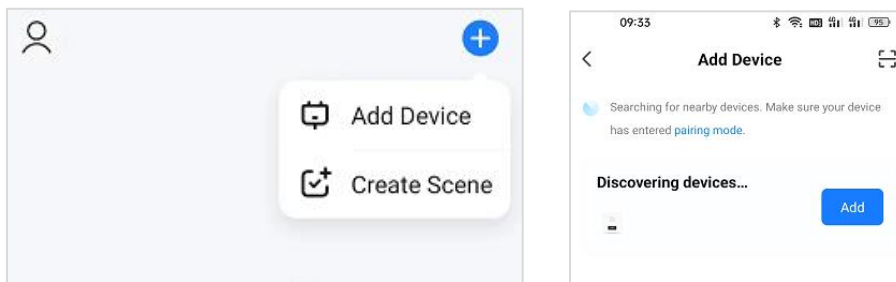 Add Device
Create Scene
09:33
95
Add Device
Searching for nearby devices. Make sure your device
has entered pairing mode.
Discovering devices...
Add